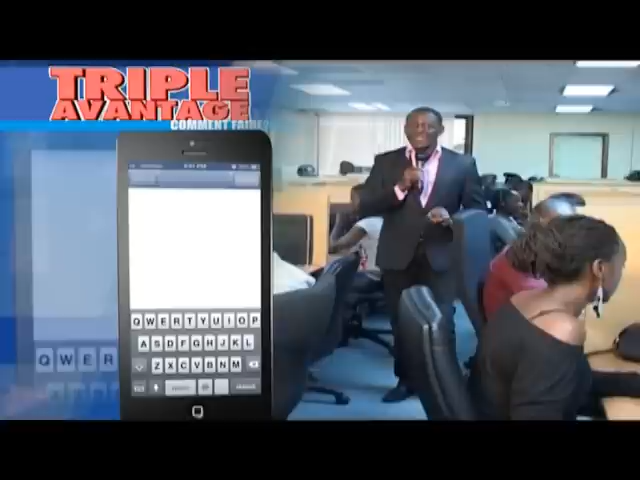 TRIPLE
AVANTAGE
COMMENT FAIRE?
QWERTYUIOP
ASDFGHJKL
ZXCVBNM
QWER